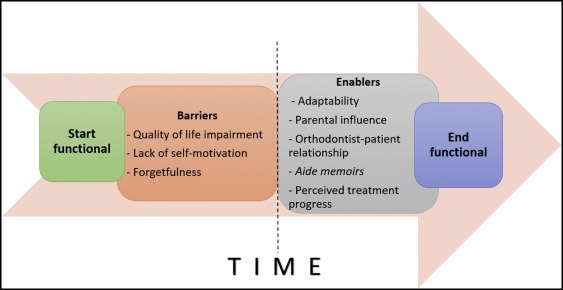 Start
functional
Barriers
- Quality of life impairment
- Lack of self-motivation
- Forgetfulness
Enablers
- Adaptability
- Parental influence
- Orthodontist-patient
relationship
- Aide memoirs
- Perceived treatment
progress
End
functional
T I M E